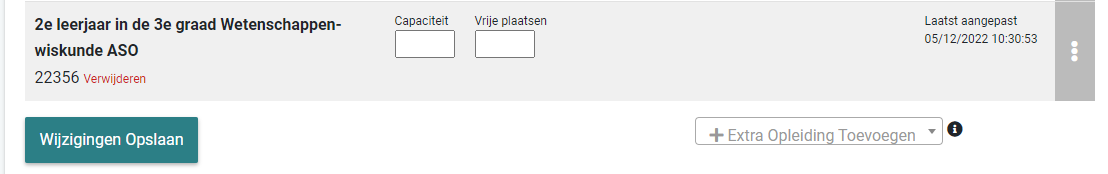 2e leerjaar in de 3e graad Wetenschappen-
wiskunde ASO
22356 Verwijderen
Capaciteit
Vrije plaatsen
Laatst aangepast
05/12/2022 10:30:53
Wijzigingen Opslaan
Extra Opleiding Toevoegen